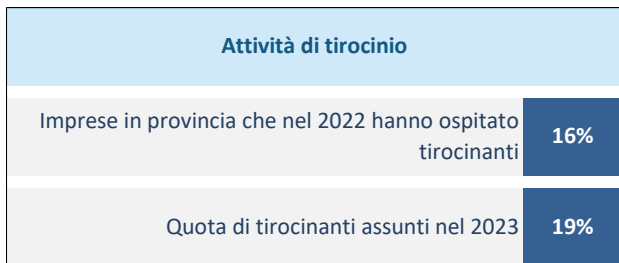 Attività di tirocinio
Imprese in provincia che nel 2022 hanno ospitato
tirocinanti
16%
Quota di tirocinanti assunti nel 2023
19%